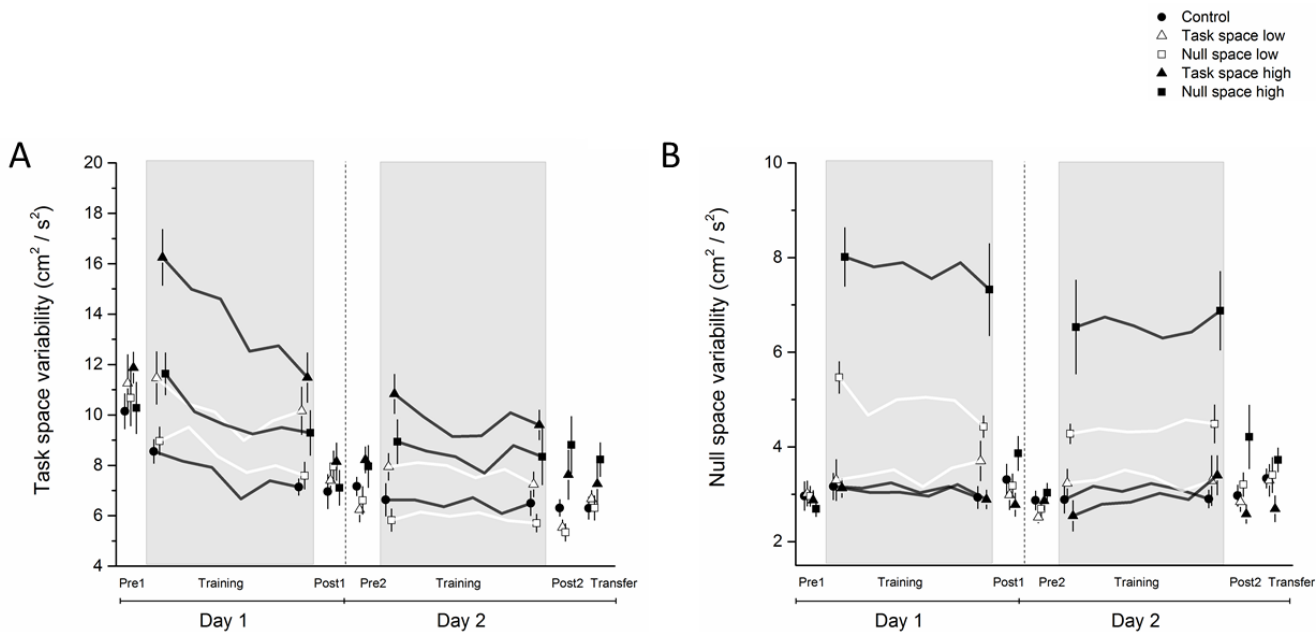 Control
Task space low
Null space low
Task space high
Null space high
A
Task space variability (cm² / s²)
20
18
16
14
12
10
8
6
4
Pre1
Training
Post1
Pre2
Training
Post2
Transfer
Day 1
Day 2
B
Null space variability (cm² / s²)
10
8
6
4
2
Pre1
Training
Post1
Pre2
Training
Post2
Transfer
Day 1
Day 2